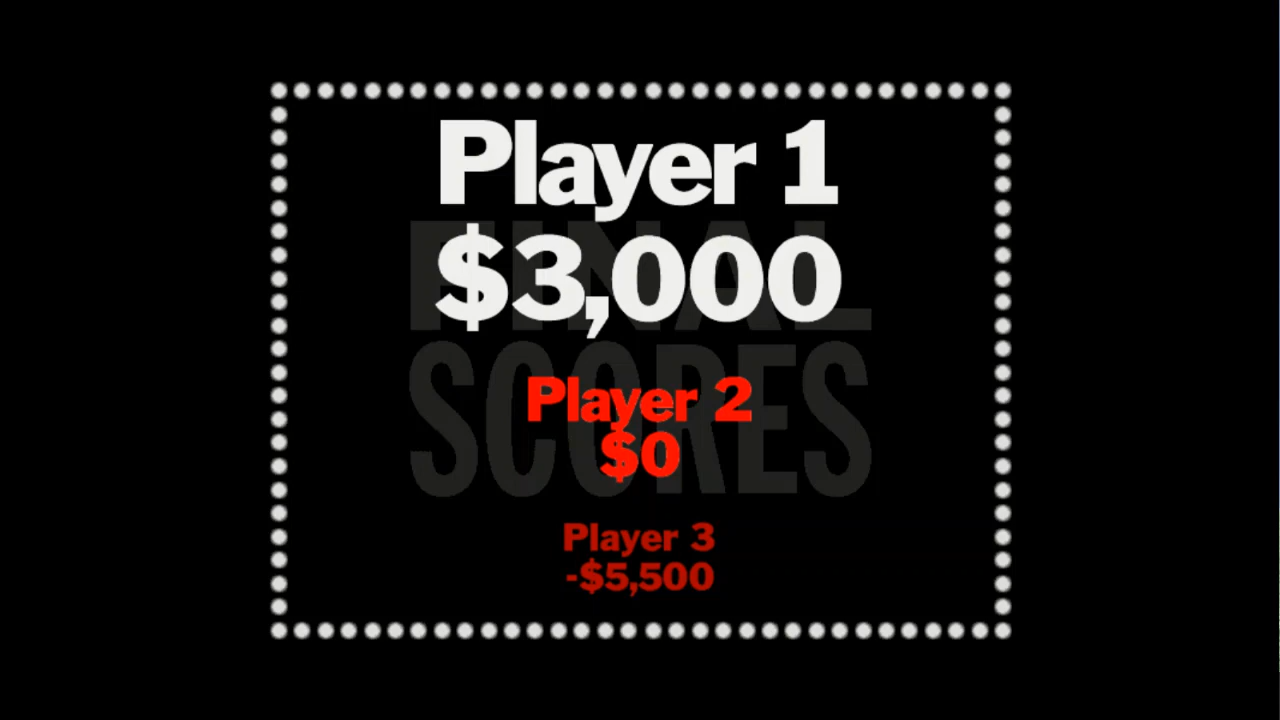 Player 1
$3,000
FINAL
SCORES
Player 2
$0
Player 3
-$5,500